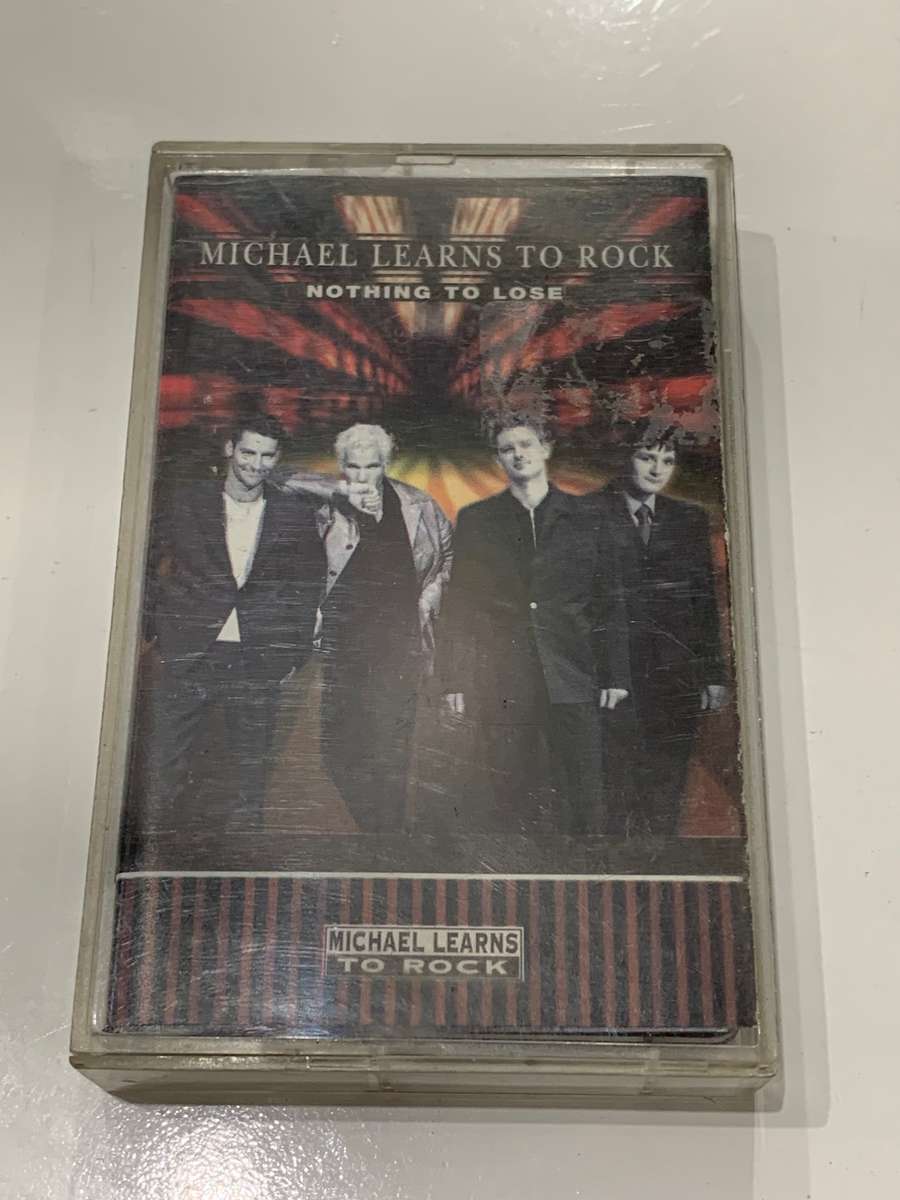 MICHAEL LEARNS TO ROCK
NOTHING TO LOSE
MICHAEL LEARNS
TO ROCK